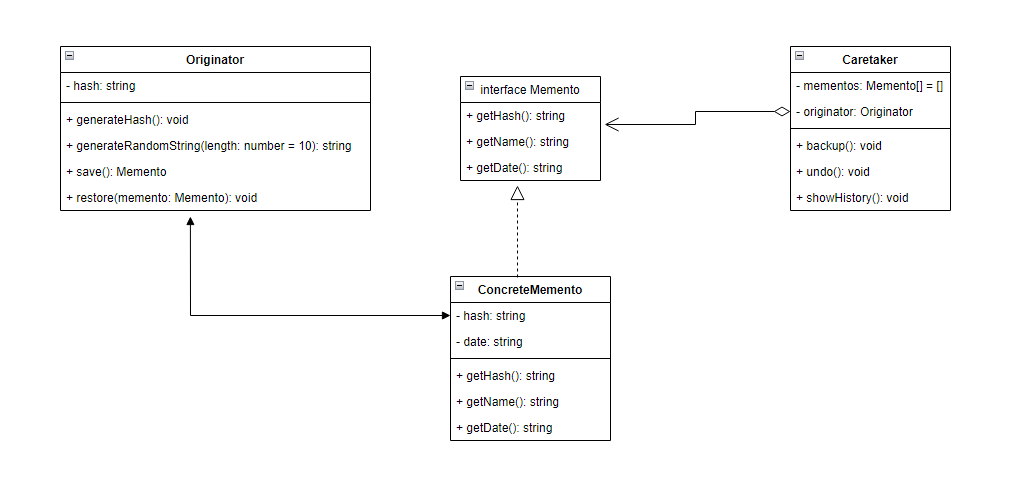 Originator
- hash: string
+ generateHash(): void
+ generateRandomString(length: number = 10): string
+ save(): Memento
+ restore(memento: Memento): void
interface Memento
+ getHash(): string
+ getName(): string
+ getDate(): string
Caretaker
- mementos: Memento[] = []
- originator: Originator
+ backup(): void
+ undo(): void
+ showHistory(): void
ConcreteMemento
- hash: string
- date: string
+ getHash(): string
+ getName(): string
+ getDate(): string